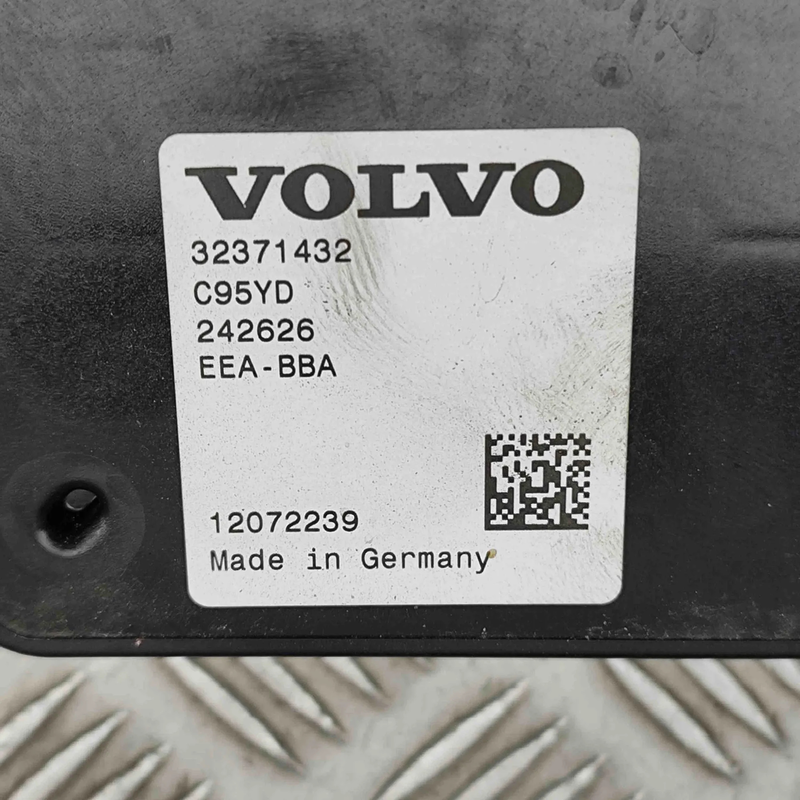 VOLVO
32371432
C95YD
242626
EEA-BBA
12072239
Made in Germany